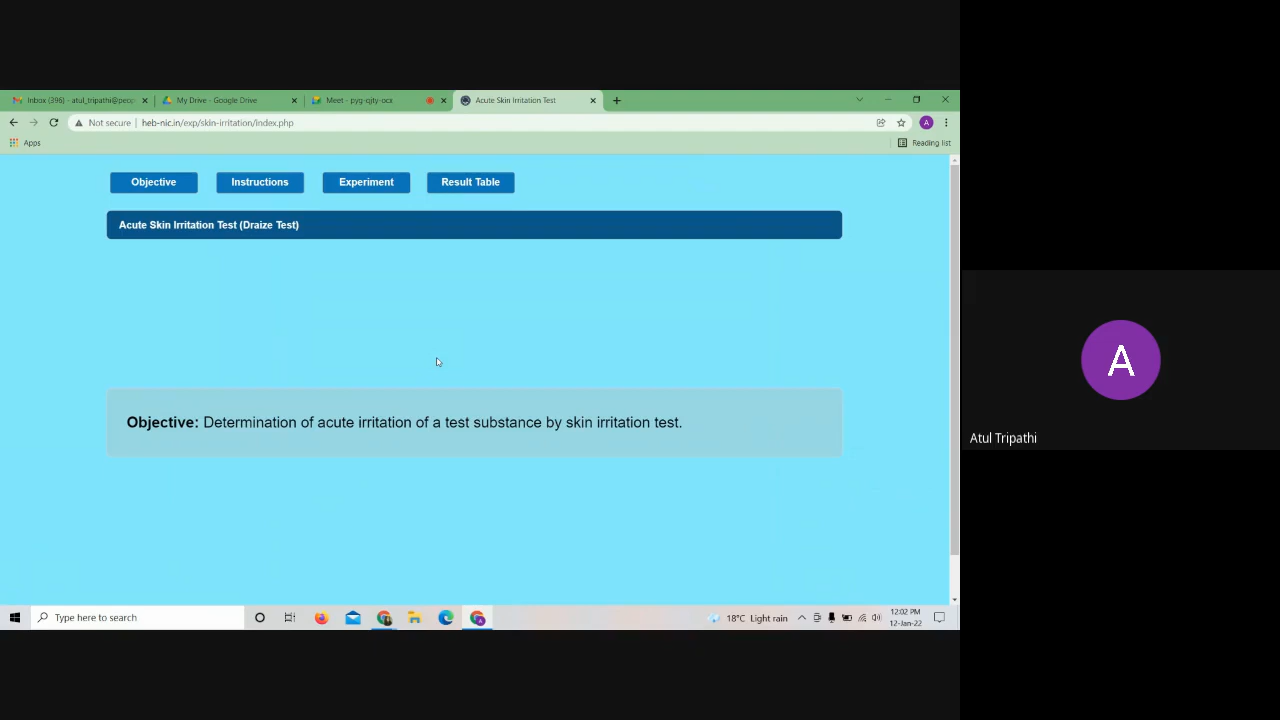 Inbox (396) - atul_tripathi@peop
My Drive - Google Drive
Meet - pyg-qjty-ocx
Acute Skin Irritation Test
Not secure
heb-nic.in/exp/skin-irritation/index.php
A
Apps
Reading list
Objective
Instructions
Experiment
Result Table
Acute Skin Irritation Test (Draize Test)
Objective: Determination of acute irritation of a test substance by skin irritation test.
A
Atul Tripathi
Type here to search
18°C Light rain
12:02 PM
12-Jan-22